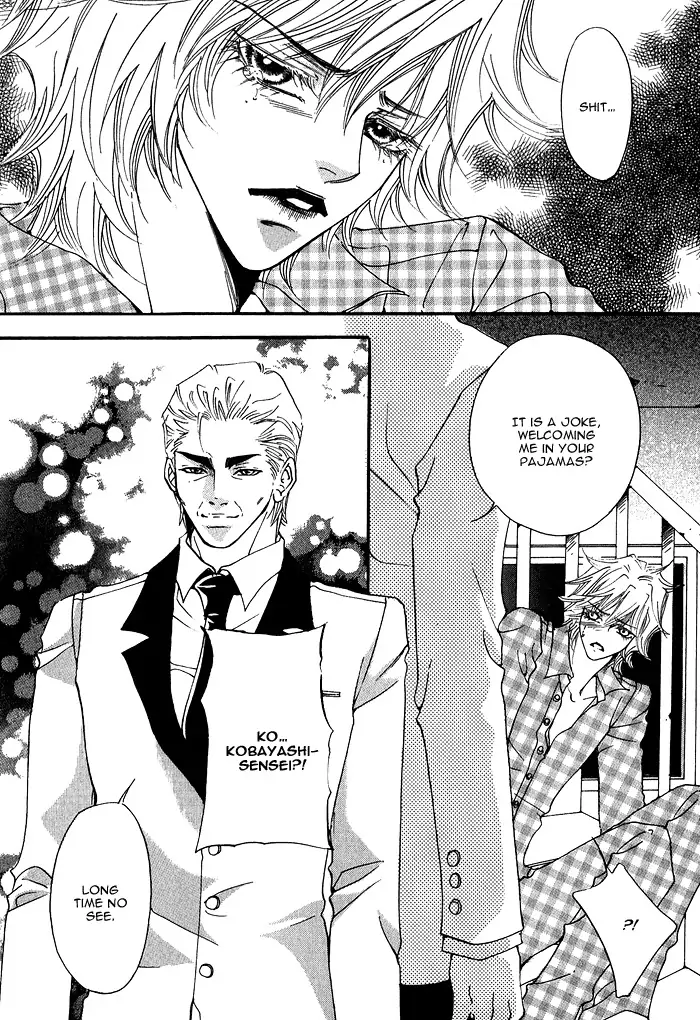 SHIT...
IT IS A JOKE,
WELCOMING
ME IN YOUR
PAJAMAS?
KO...
KOBAYASHI-
SENSEI?!
LONG
TIME NO
SEE.
?!